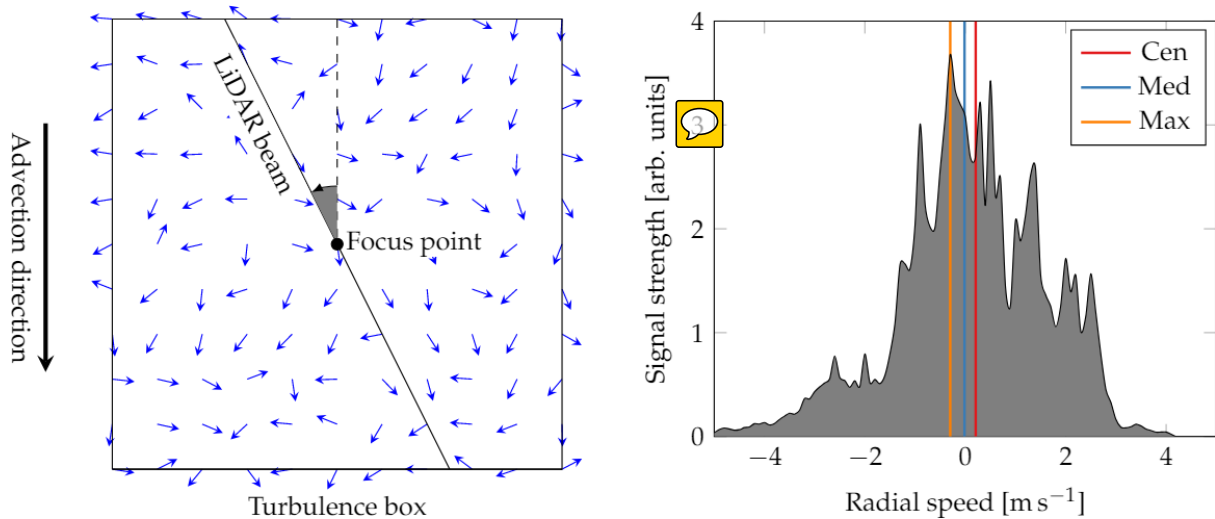 Advection direction
LiDAR beam
Focus point
Turbulence box
Signal strength [arb. units]
4
3
2
1
0
−4
−2
0
2
4
Radial speed [m s⁻¹]
Cen
Med
Max